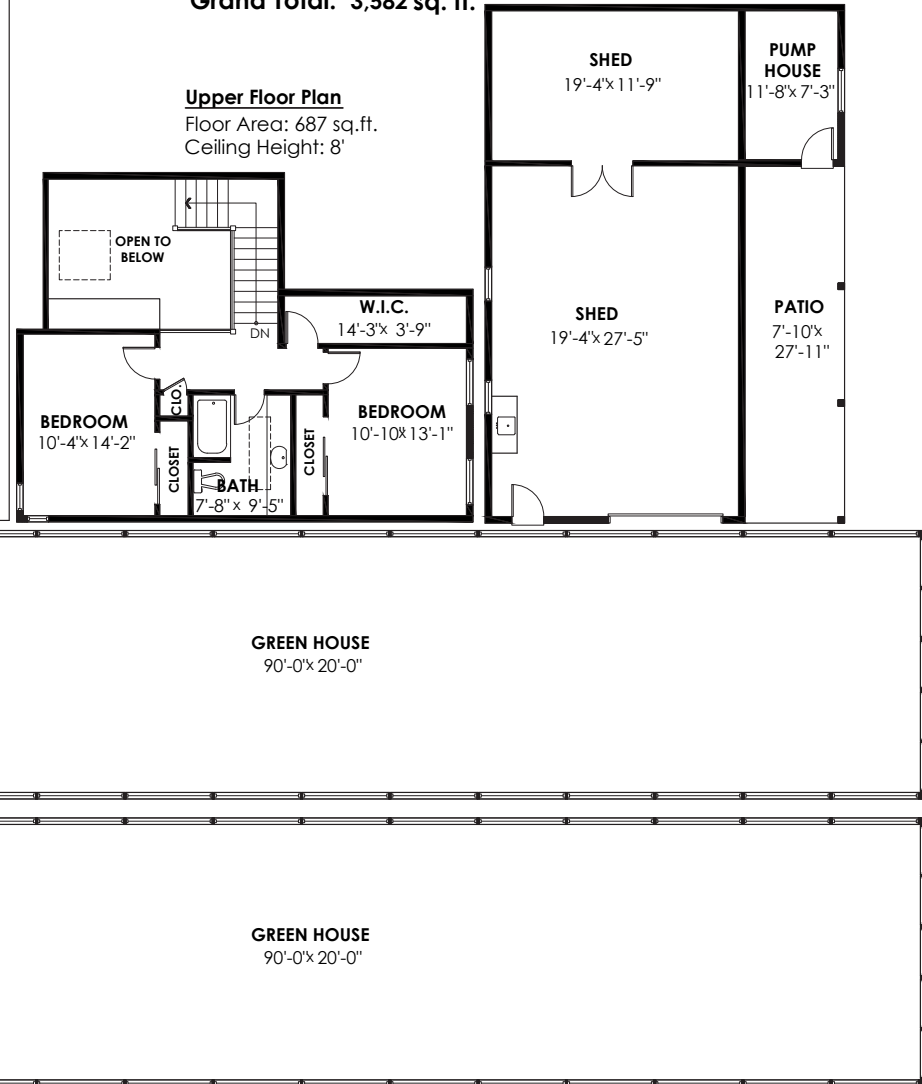 Grand Total: 3,582 sq. ft.
Upper Floor Plan
Floor Area: 687 sq.ft.
Ceiling Height: 8'
SHED
19'-4"x 11'-9"
PUMP
HOUSE
11'-8"x 7'-3"
OPEN TO
BELOW
DN
W.I.C.
14'-3"x 3'-9"
SHED
19'-4"x 27'-5"
PATIO
7'-10"x
27'-11"
BEDROOM
10'-4"x 14'-2"
CLO.
CLOSET
BATH
7'-8" x 9'-5"
CLOSET
BEDROOM
10'-10"x 13'-1"
GREEN HOUSE
90'-0"x 20'-0"
GREEN HOUSE
90'-0"x 20'-0"